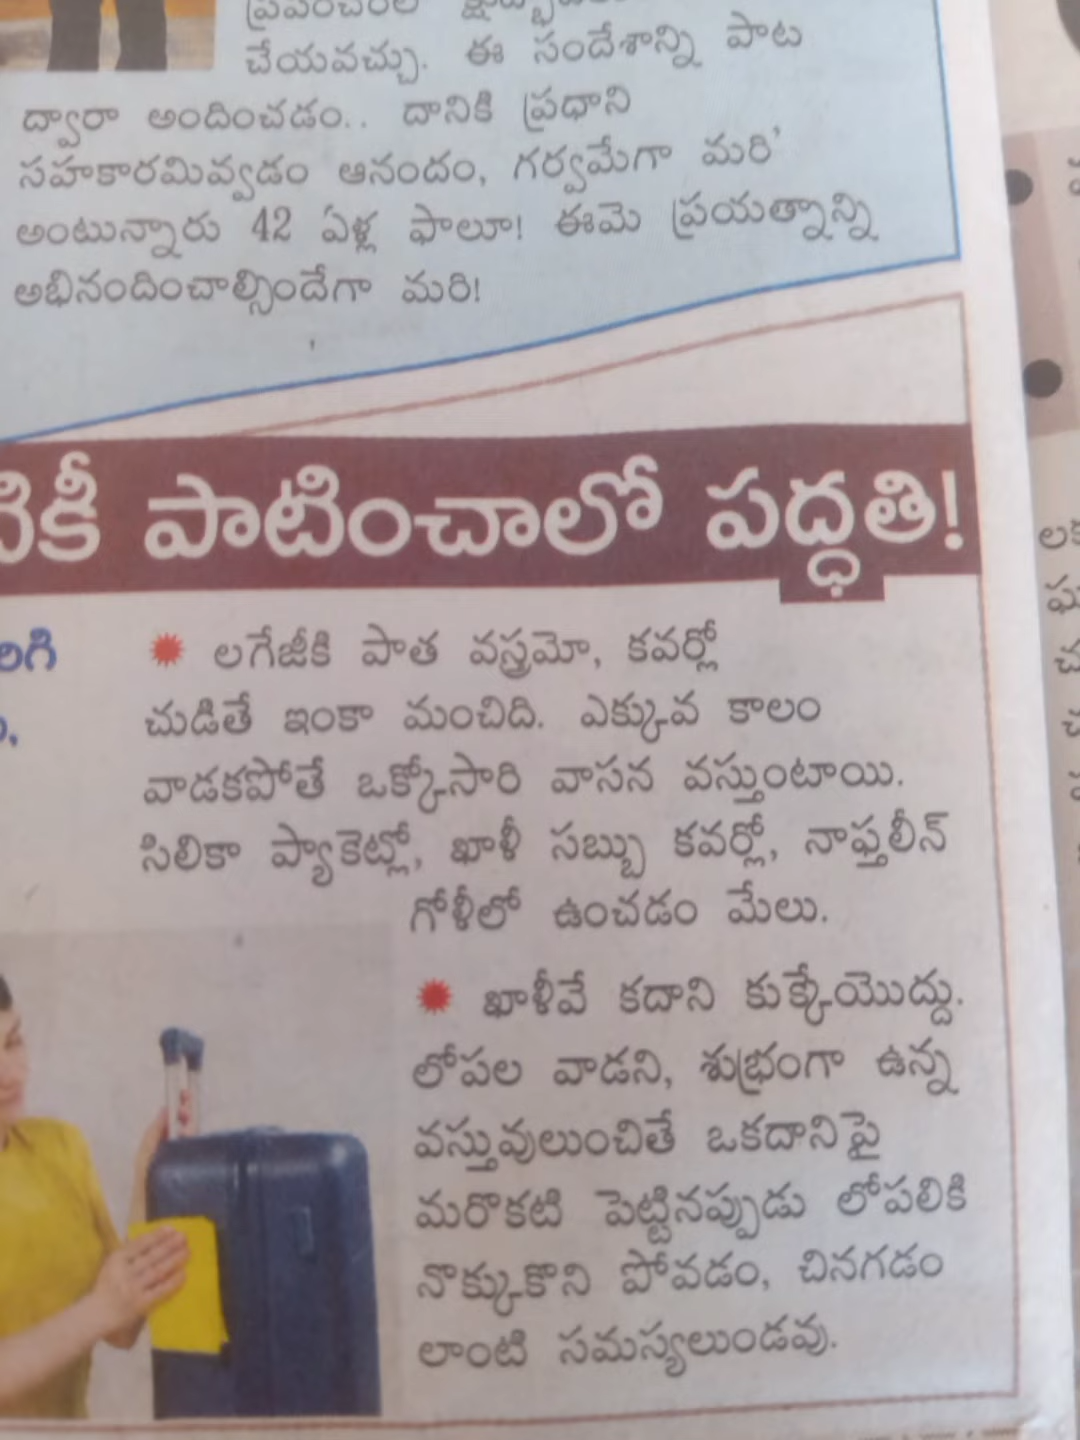 చేయవచ్చు. ఈ సందేశాన్ని పాట
ద్వారా అందించడం.. దానికి ప్రధాని
సహకారమివ్వడం ఆనందం, గర్వమేగా మరి'
అంటున్నారు 42 ఏళ్ల ఫాలూ! ఈమె ప్రయత్నాన్ని
అభినందించాల్సిందేగా మరి!
పాటించాలో పద్ధతి!
లగేజీకి పాత వస్త్రమో, కవర్లో
చుడితే ఇంకా మంచిది. ఎక్కువ కాలం
వాడకపోతే ఒక్కోసారి వాసన వస్తుంటాయి.
సిలికా ప్యాకెట్లో, ఖాళీ సబ్బు కవర్లో, నాఫ్తలీన్
గోళీలో ఉంచడం మేలు.
ఖాళీవే కదాని కుక్కేయొద్దు.
లోపల వాడని, శుభ్రంగా ఉన్న
వస్తువులుంచితే ఒకదానిపై
మరొకటి పెట్టినప్పుడు లోపలికి
నొక్కుకొని పోవడం, చినగడం
లాంటి సమస్యలుండవు.